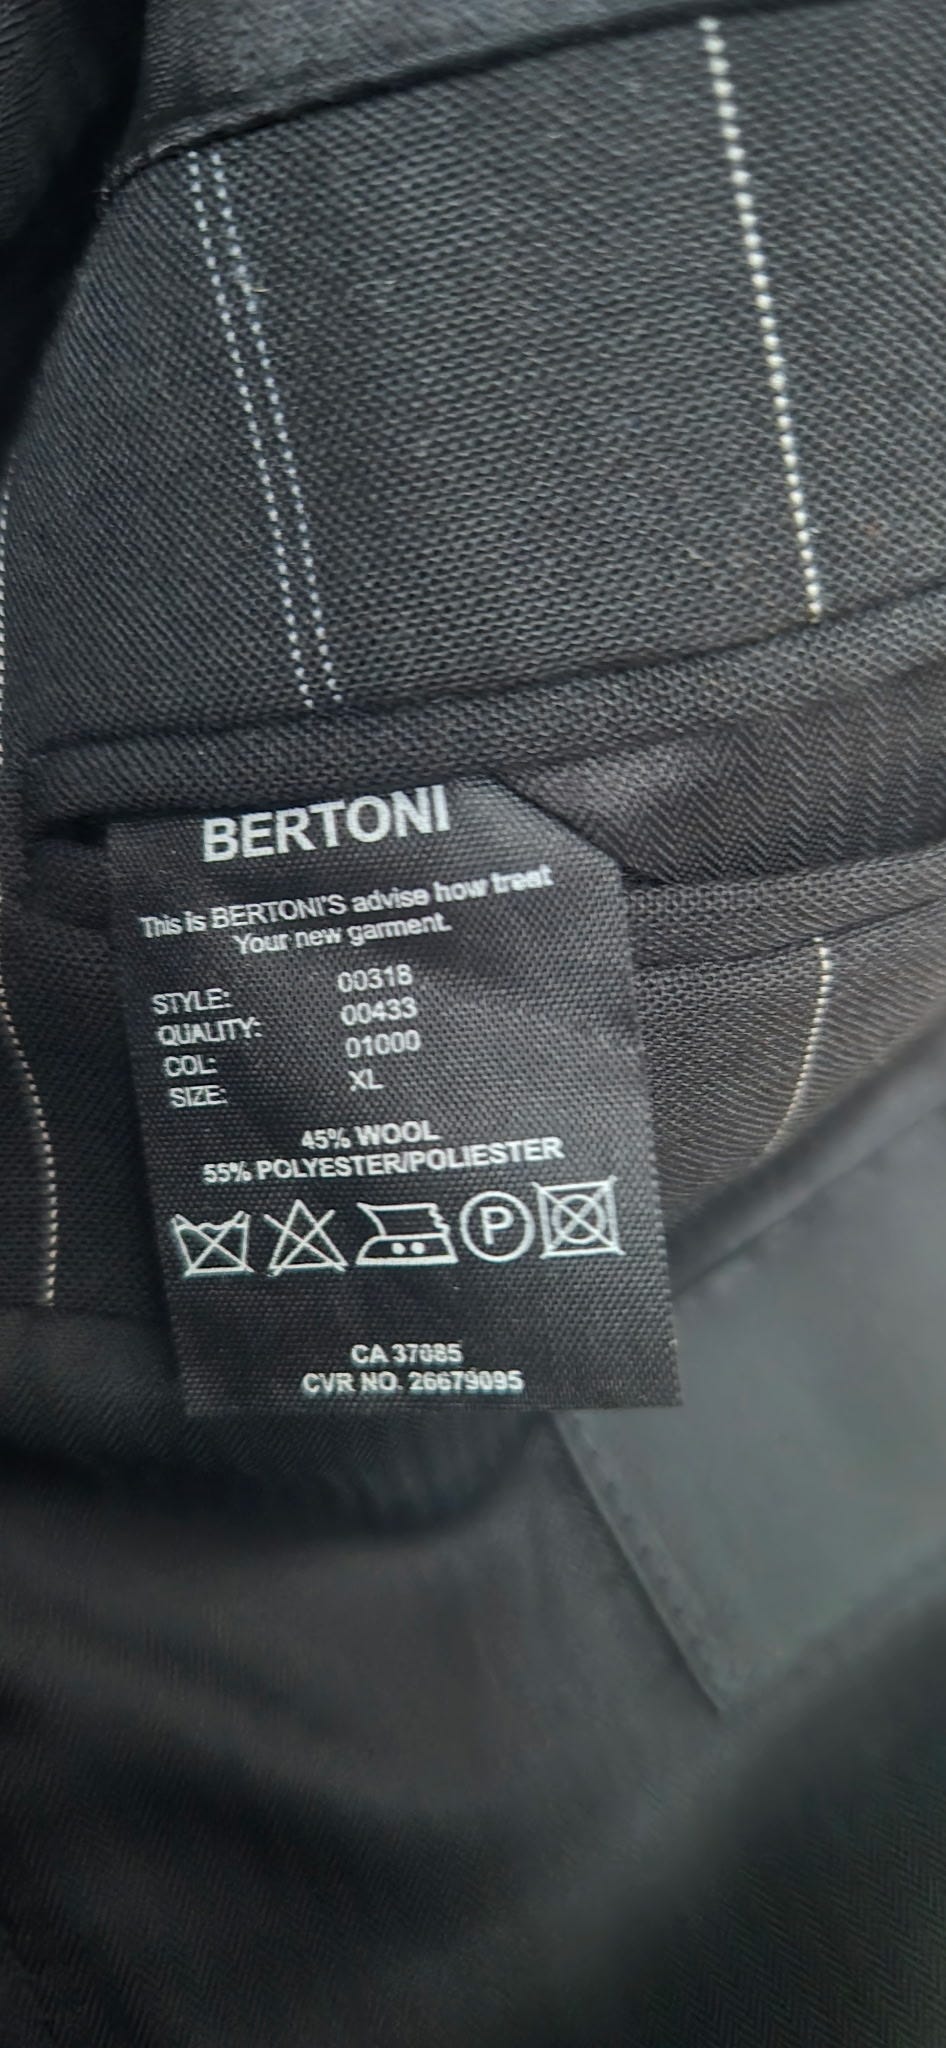 BERTONI
This is BERTONI'S advise how treat
Your new garment.
STYLE: 00318
QUALITY: 00433
COL: 01000
SIZE: XL
45% WOOL
55% POLYESTER/POLIESTER
P
CA 37085
CVR NO. 26679095